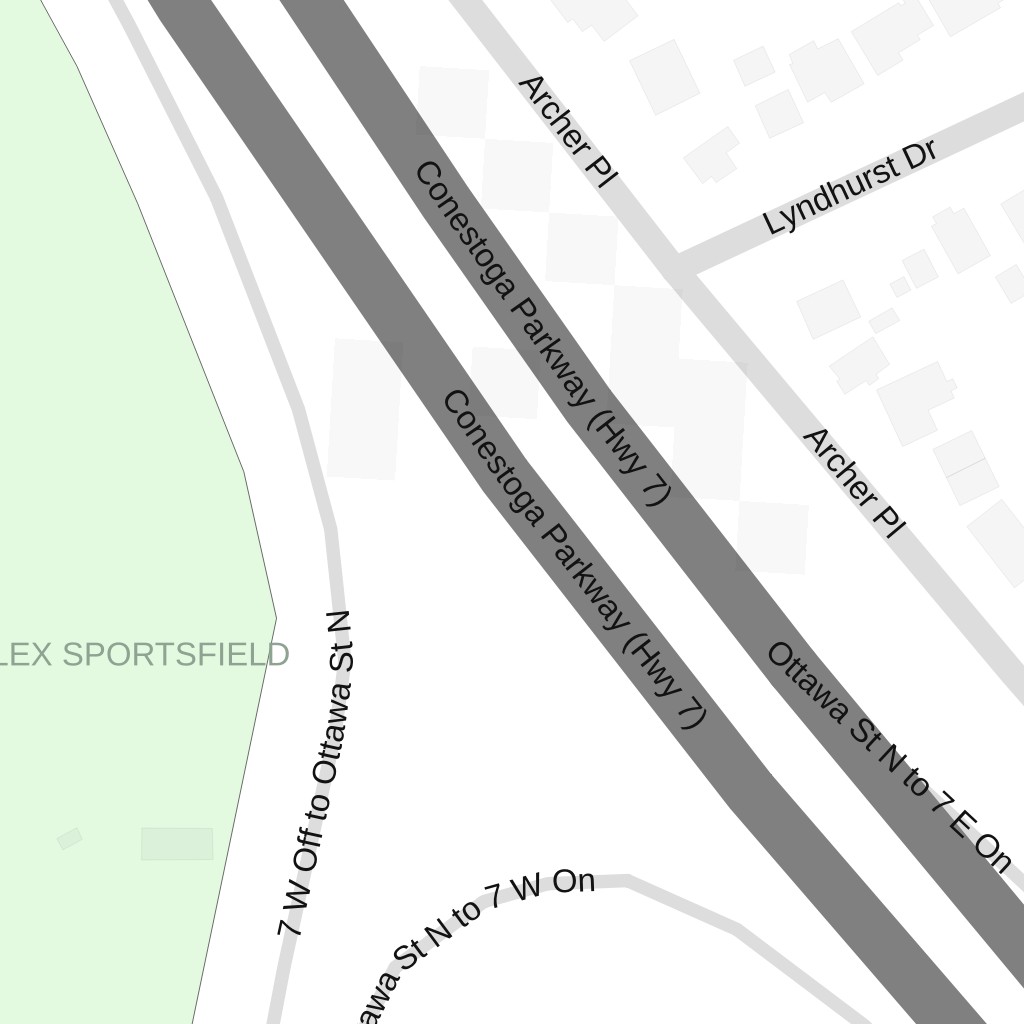 Archer Pl
Lyndhurst Dr
Conestoga Parkway (Hwy 7)
Conestoga Parkway (Hwy 7)
Archer Pl
7 W Off to Ottawa St N
SPORTSFIELD
Ottawa St N to 7 E On
St N to 7 W On